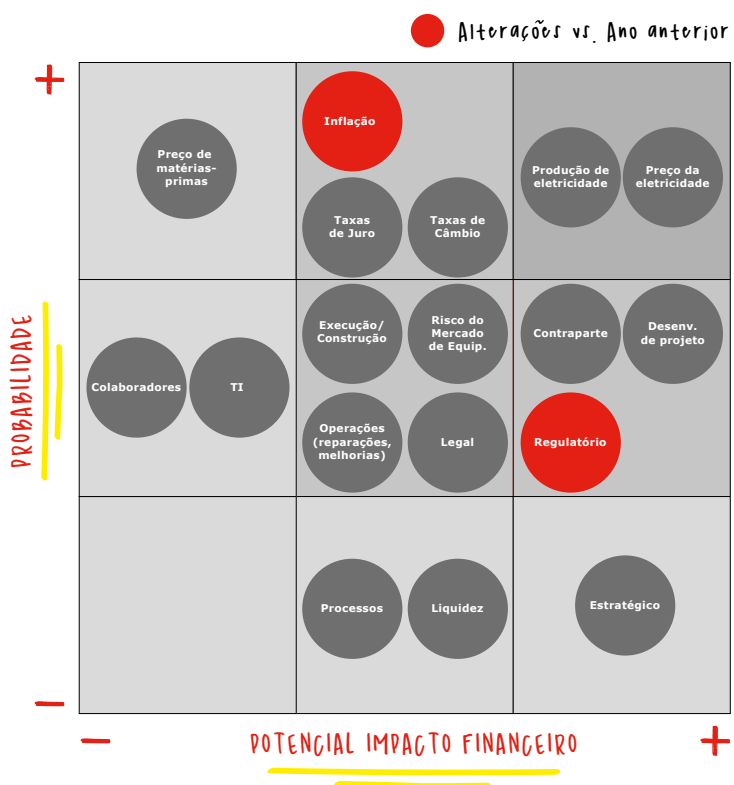 Alterações vs. Ano anterior
+
Inflação
Preço de
matérias-
primas
Produção de
eletricidade
Preço da
eletricidade
Taxas
de Juro
Taxas de
Câmbio
PROBABILIDADE
Execução/
Construção
Risco do
Mercado
de Equip.
Contraparte
Desenv.
de projeto
Colaboradores
TI
Operações
(reparações,
melhorias)
Legal
Regulatório
Processos
Liquidez
Estratégico
−
−
POTENCIAL IMPACTO FINANCEIRO
+